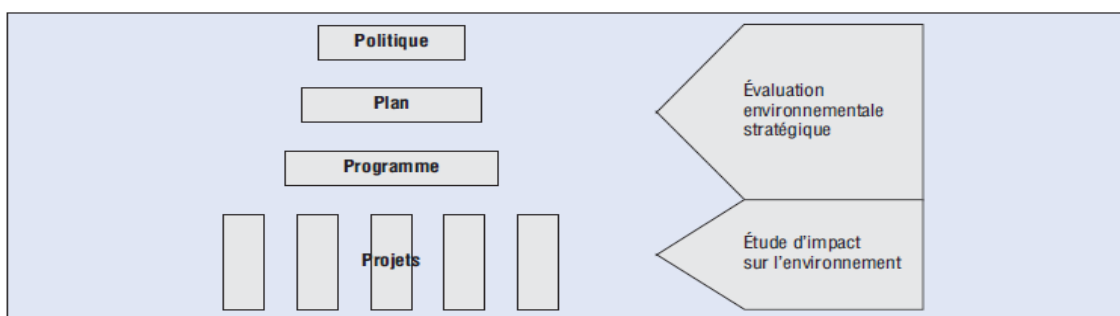 Politique
Plan
Programme
Projets
Évaluation
environnementale
stratégique
Étude d'impact
sur l'environnement